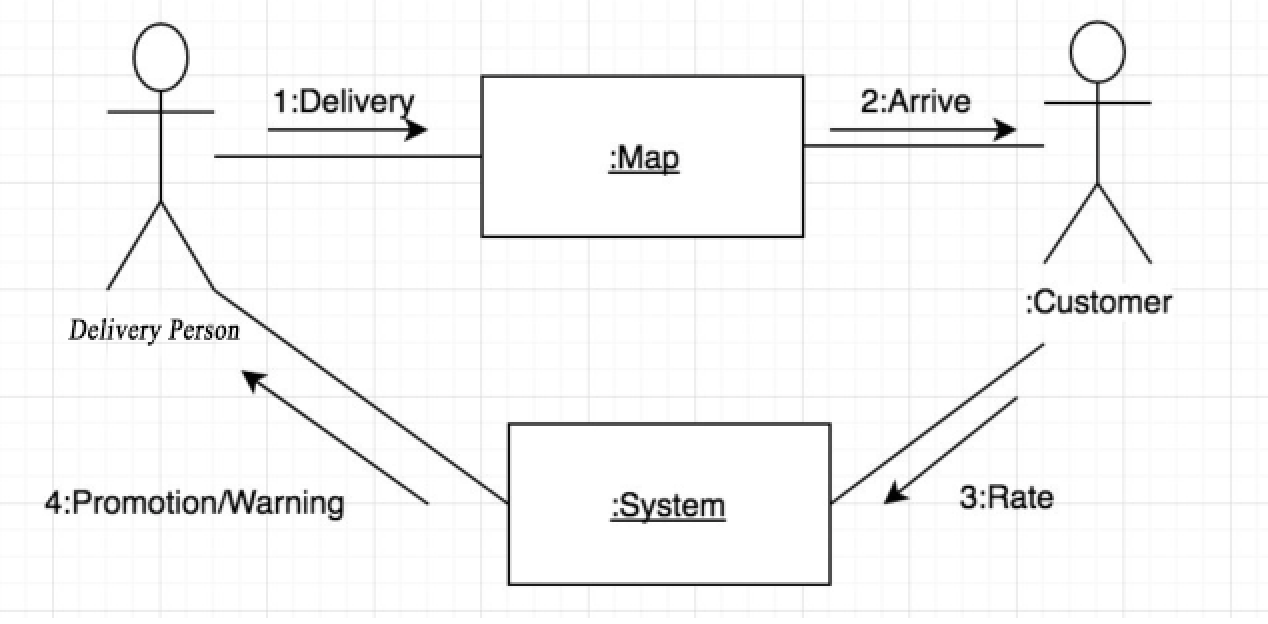 1:Delivery
2:Arrive
:Map
:Customer
Delivery Person
4:Promotion/Warning
:System
3:Rate